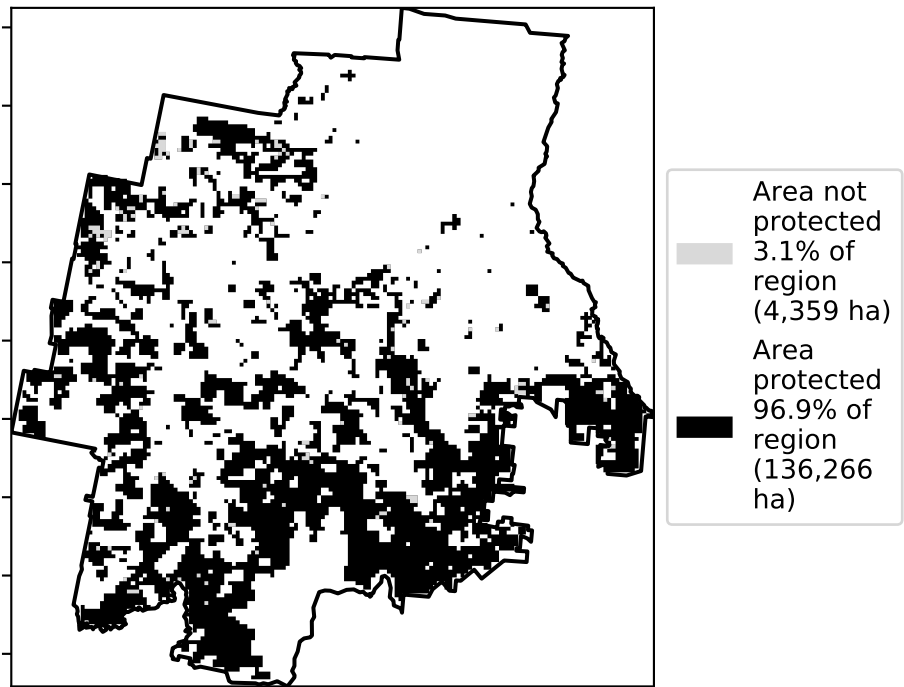 Area not
protected
3.1% of
region
(4,359 ha)
Area
protected
96.9% of
region
(136,266
ha)